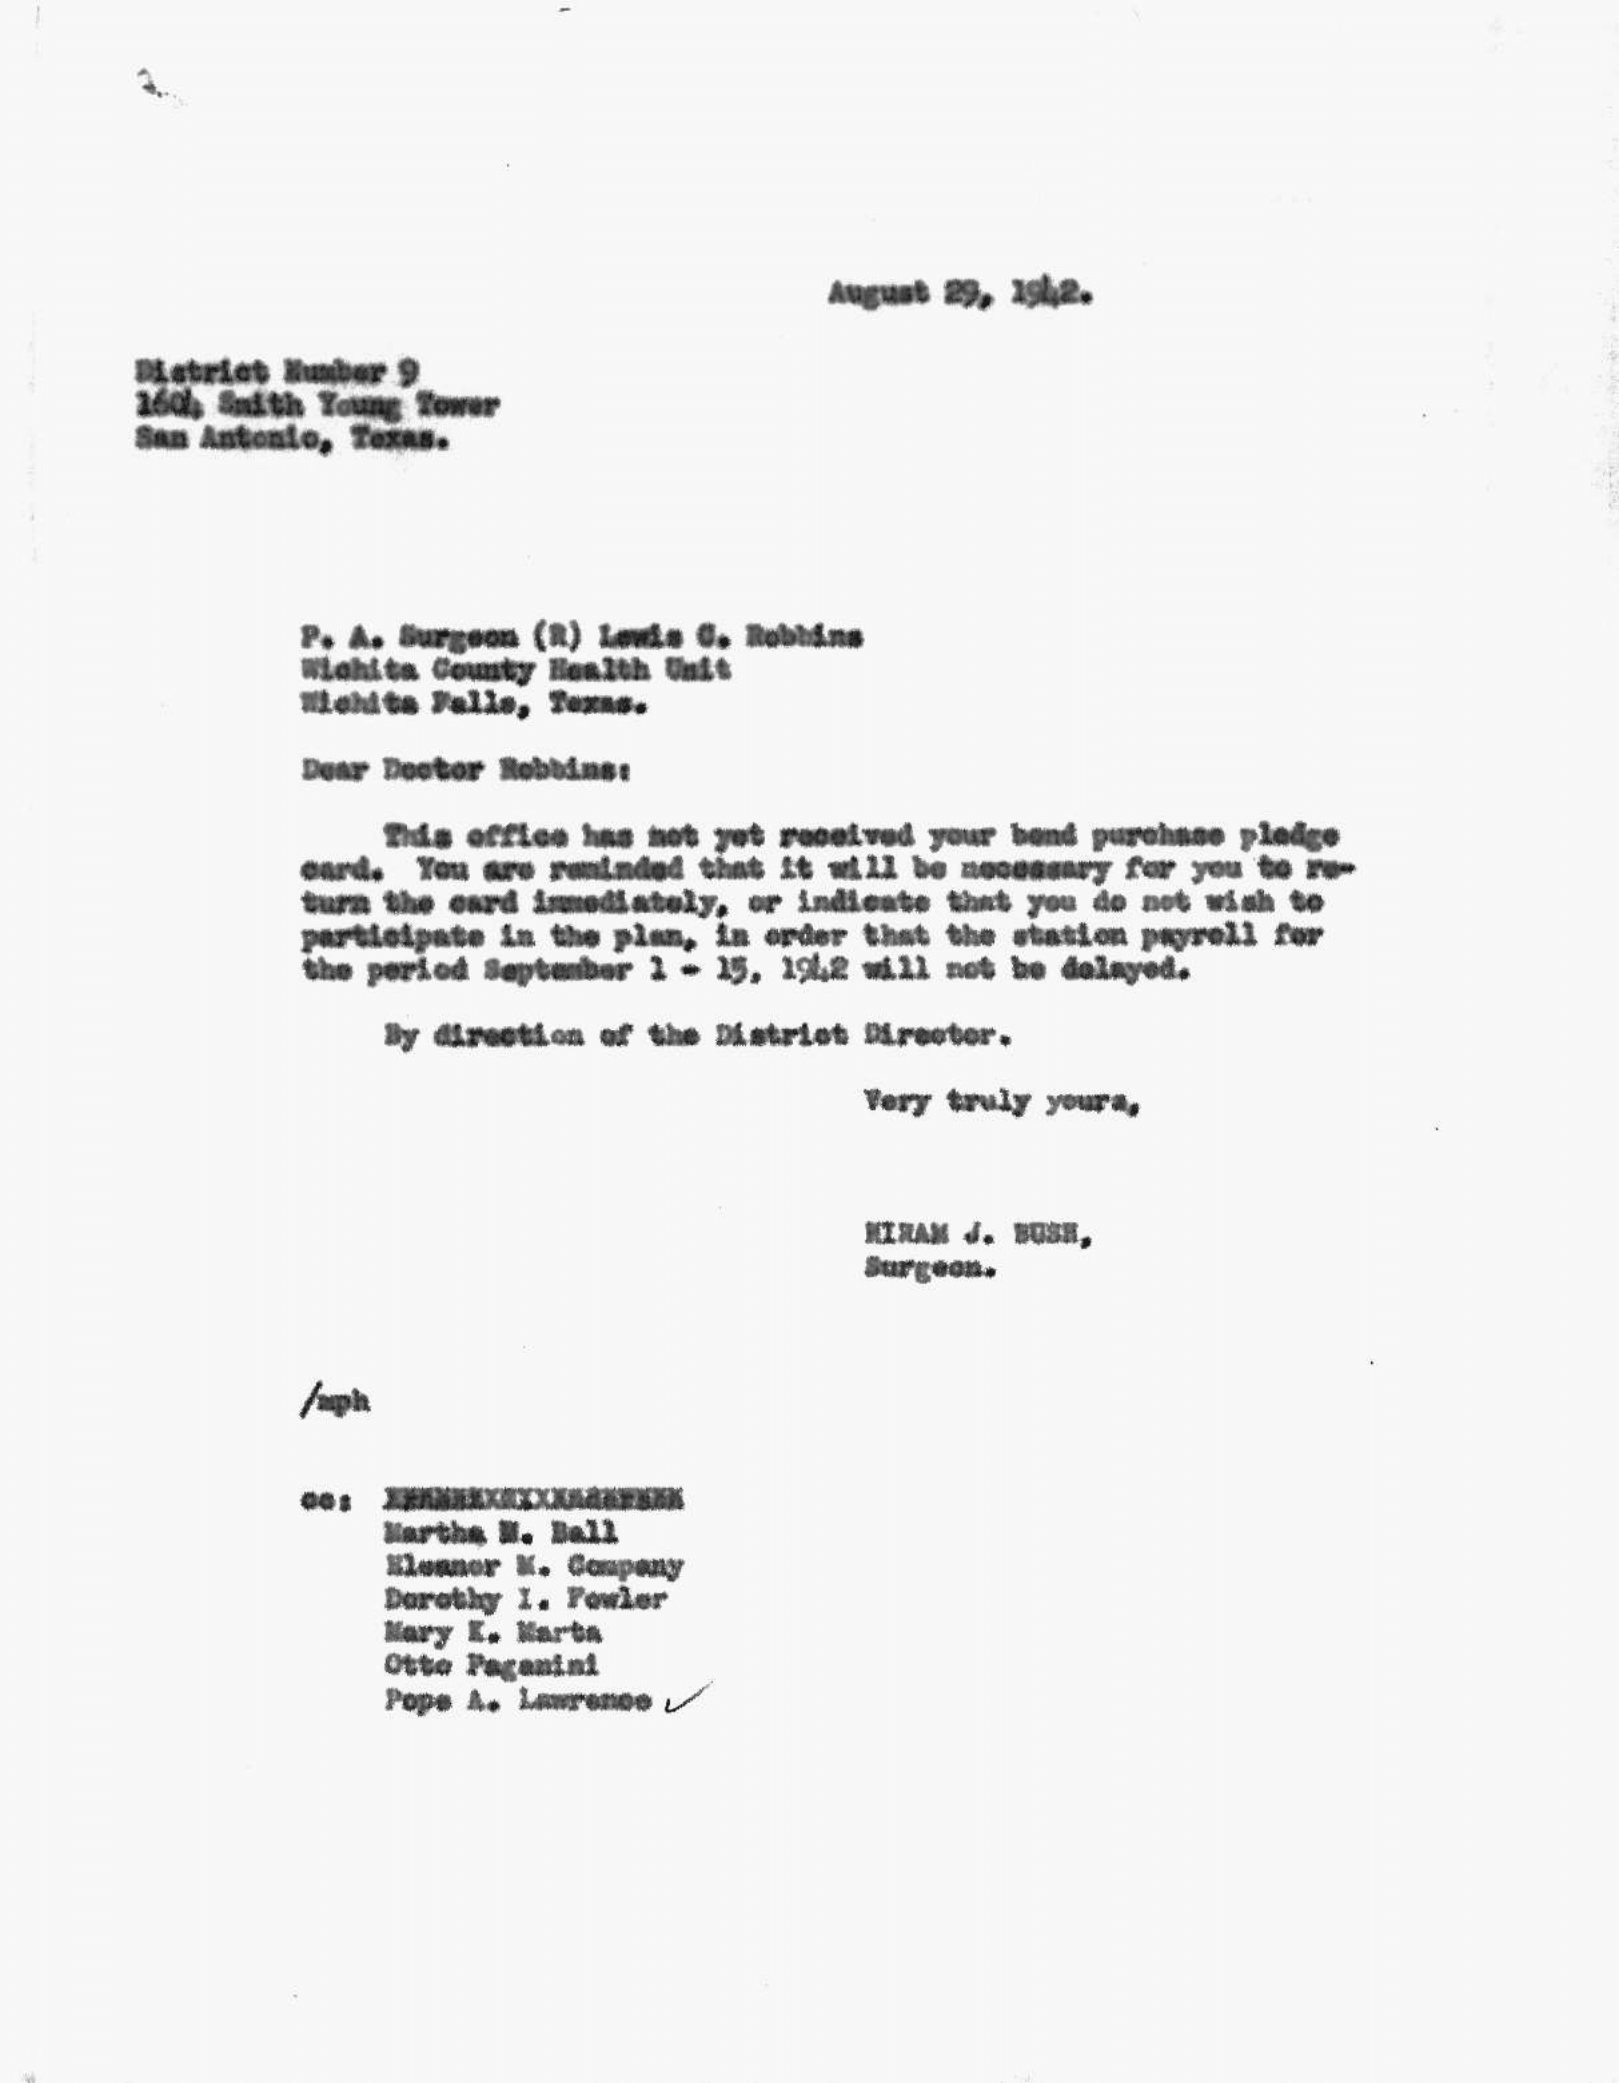 August 29, 1942.
District Number 9
1604 Smith Young Tower
San Antonio, Texas.
P. A. Surgeon (R) Lewis C. Robbins
Wichita County Health Unit
Wichita Falls, Texas.
Dear Doctor Robbins:
This office has not yet received your bond purchase pledge
card. You are reminded that it will be necessary for you to re-
turn the card immediately, or indicate that you do not wish to
participate in the plan, in order that the station payroll for
the period September 1 - 15, 1942 will not be delayed.
By direction of the District Director.
Very truly yours,
HIRAM J. BUSH,
Surgeon.
/mph
cc:
Martha M. Ball
Eleanor M. Company
Dorothy I. Fowler
Mary K. Marta
Otto Paganini
Pope A. Lawrence ✓